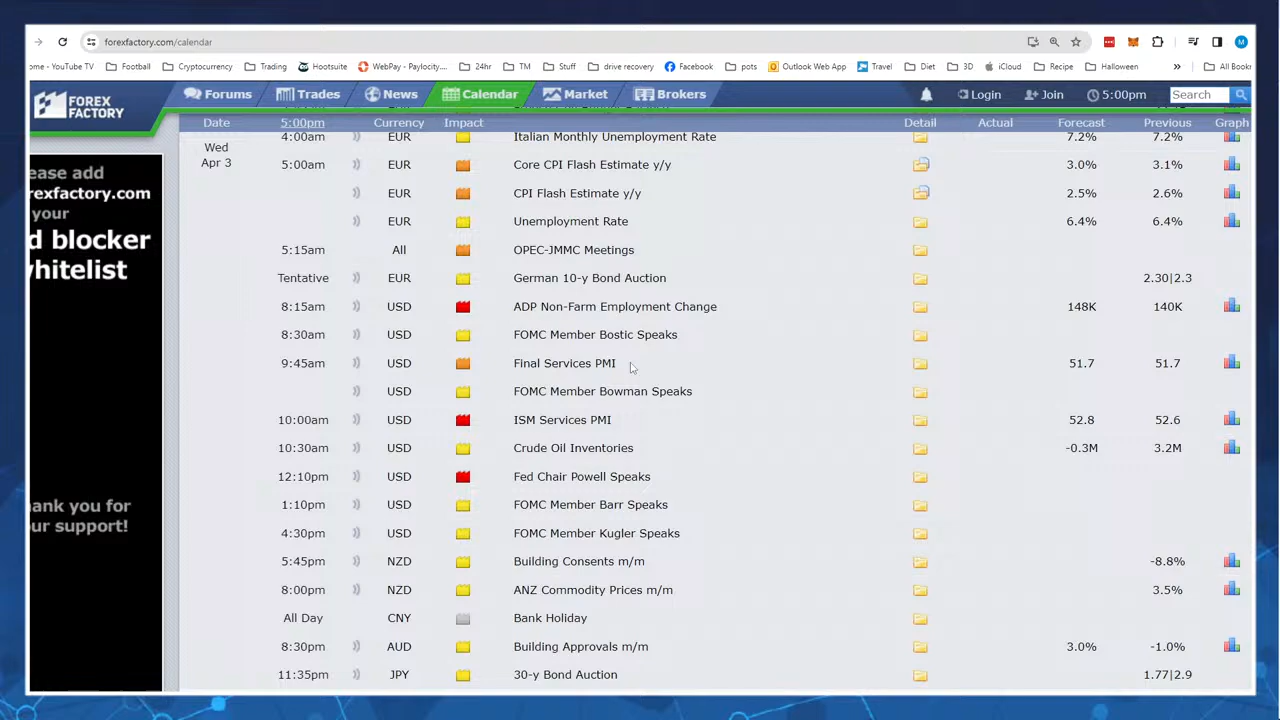 forexfactory.com/calendar
ome - YouTube TV Football Cryptocurrency Trading Hootsuite WebPay - Paylocity.... 24hr TM Stuff drive recovery Facebook pots Outlook Web App Travel Diet 3D iCloud Recipe Halloween » All Bookr
FOREX FACTORY Forums Trades News Calendar Market Brokers Login Join 5:00pm Search
Date 5:00pm Currency Impact Detail Actual Forecast Previous Graph
Wed
Apr 3
4:00am EUR Italian Monthly Unemployment Rate 7.2% 7.2%
5:00am EUR Core CPI Flash Estimate y/y 3.0% 3.1%
EUR CPI Flash Estimate y/y 2.5% 2.6%
EUR Unemployment Rate 6.4% 6.4%
5:15am All OPEC-JMMC Meetings
Tentative EUR German 10-y Bond Auction 2.30|2.3
8:15am USD ADP Non-Farm Employment Change 148K 140K
8:30am USD FOMC Member Bostic Speaks
9:45am USD Final Services PMI 51.7 51.7
USD FOMC Member Bowman Speaks
10:00am USD ISM Services PMI 52.8 52.6
10:30am USD Crude Oil Inventories -0.3M 3.2M
12:10pm USD Fed Chair Powell Speaks
1:10pm USD FOMC Member Barr Speaks
4:30pm USD FOMC Member Kugler Speaks
5:45pm NZD Building Consents m/m -8.8%
8:00pm NZD ANZ Commodity Prices m/m 3.5%
All Day CNY Bank Holiday
8:30pm AUD Building Approvals m/m 3.0% -1.0%
11:35pm JPY 30-y Bond Auction 1.77|2.9
ease add
rexfactory.com
your
d blocker
hitelist
ank you for
ur support!